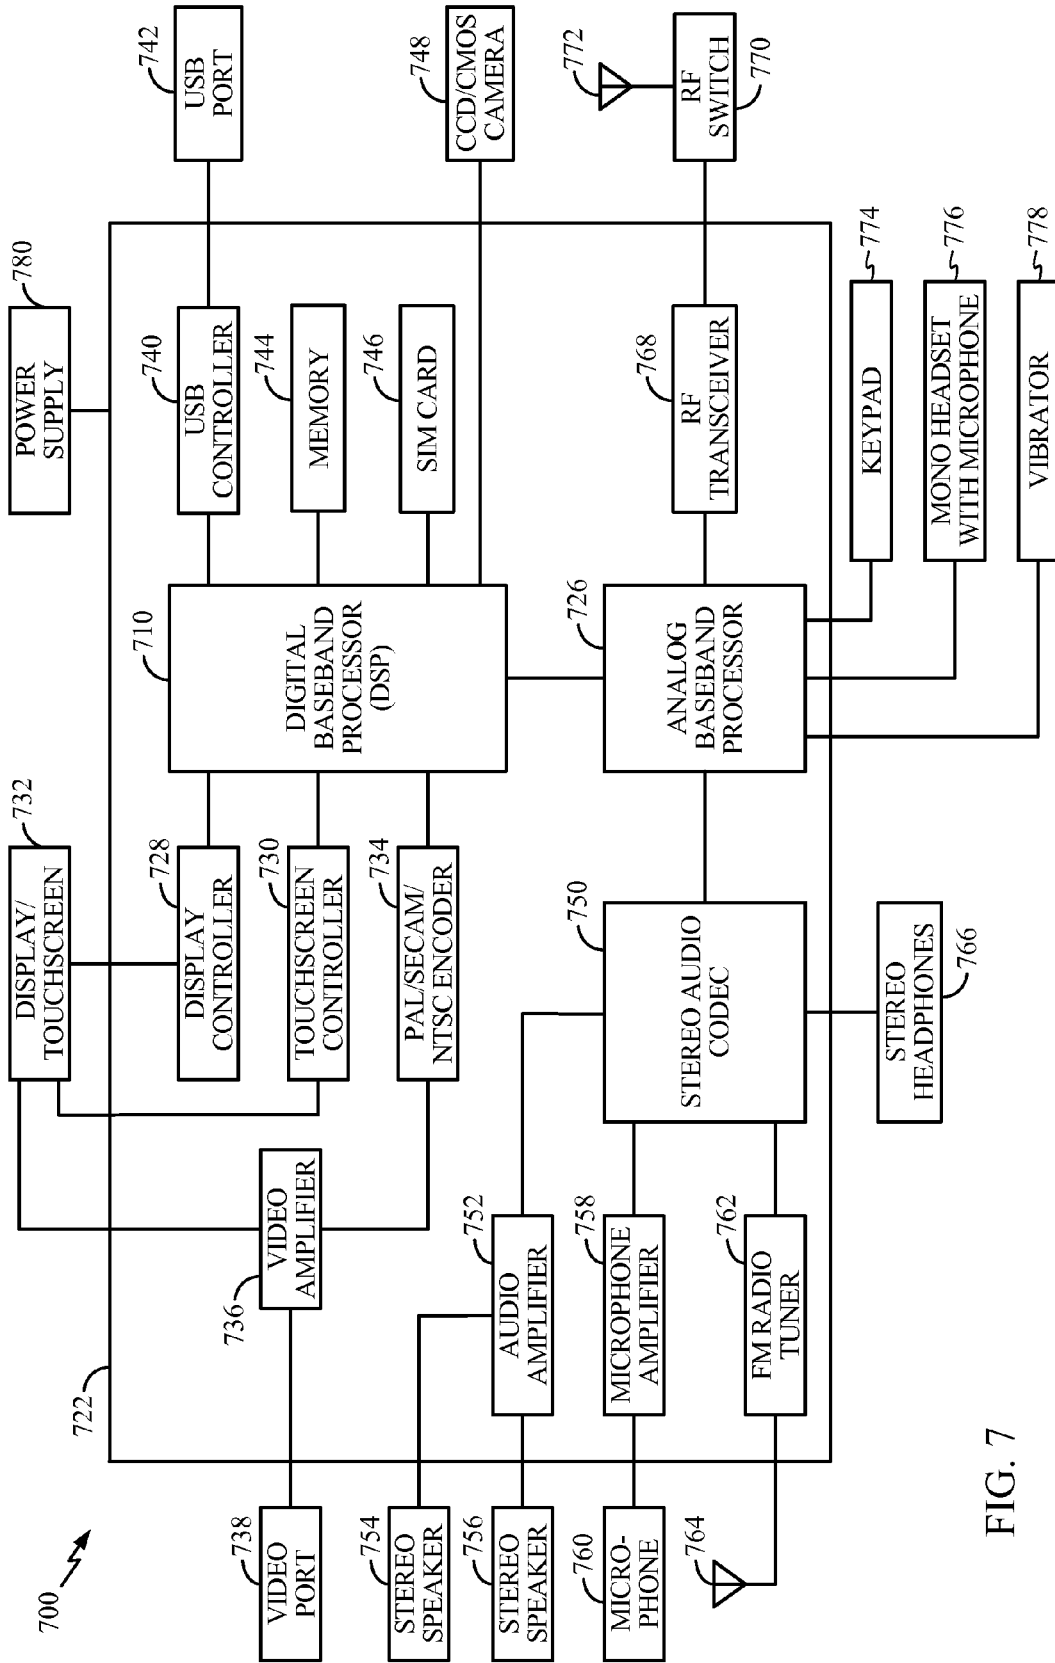 700
722
VIDEO
PORT
738
STEREO
SPEAKER
754
STEREO
SPEAKER
756
MICRO-
PHONE
760
764
VIDEO
AMPLIFIER
736
AUDIO
AMPLIFIER
752
MICROPHONE
AMPLIFIER
758
FM RADIO
TUNER
762
DISPLAY/
TOUCHSCREEN
732
DISPLAY
CONTROLLER
728
TOUCHSCREEN
CONTROLLER
730
PAL/SECAM/
NTSC ENCODER
734
STEREO AUDIO
CODEC
750
STEREO
HEADPHONES
766
DIGITAL
BASEBAND
PROCESSOR
(DSP)
710
ANALOG
BASEBAND
PROCESSOR
726
POWER
SUPPLY
780
USB
CONTROLLER
740
MEMORY
744
SIM CARD
746
RF
TRANSCEIVER
768
KEYPAD
774
MONO HEADSET
WITH MICROPHONE
776
VIBRATOR
778
USB
PORT
742
CCD/CMOS
CAMERA
748
772
RF
SWITCH
770
FIG. 7